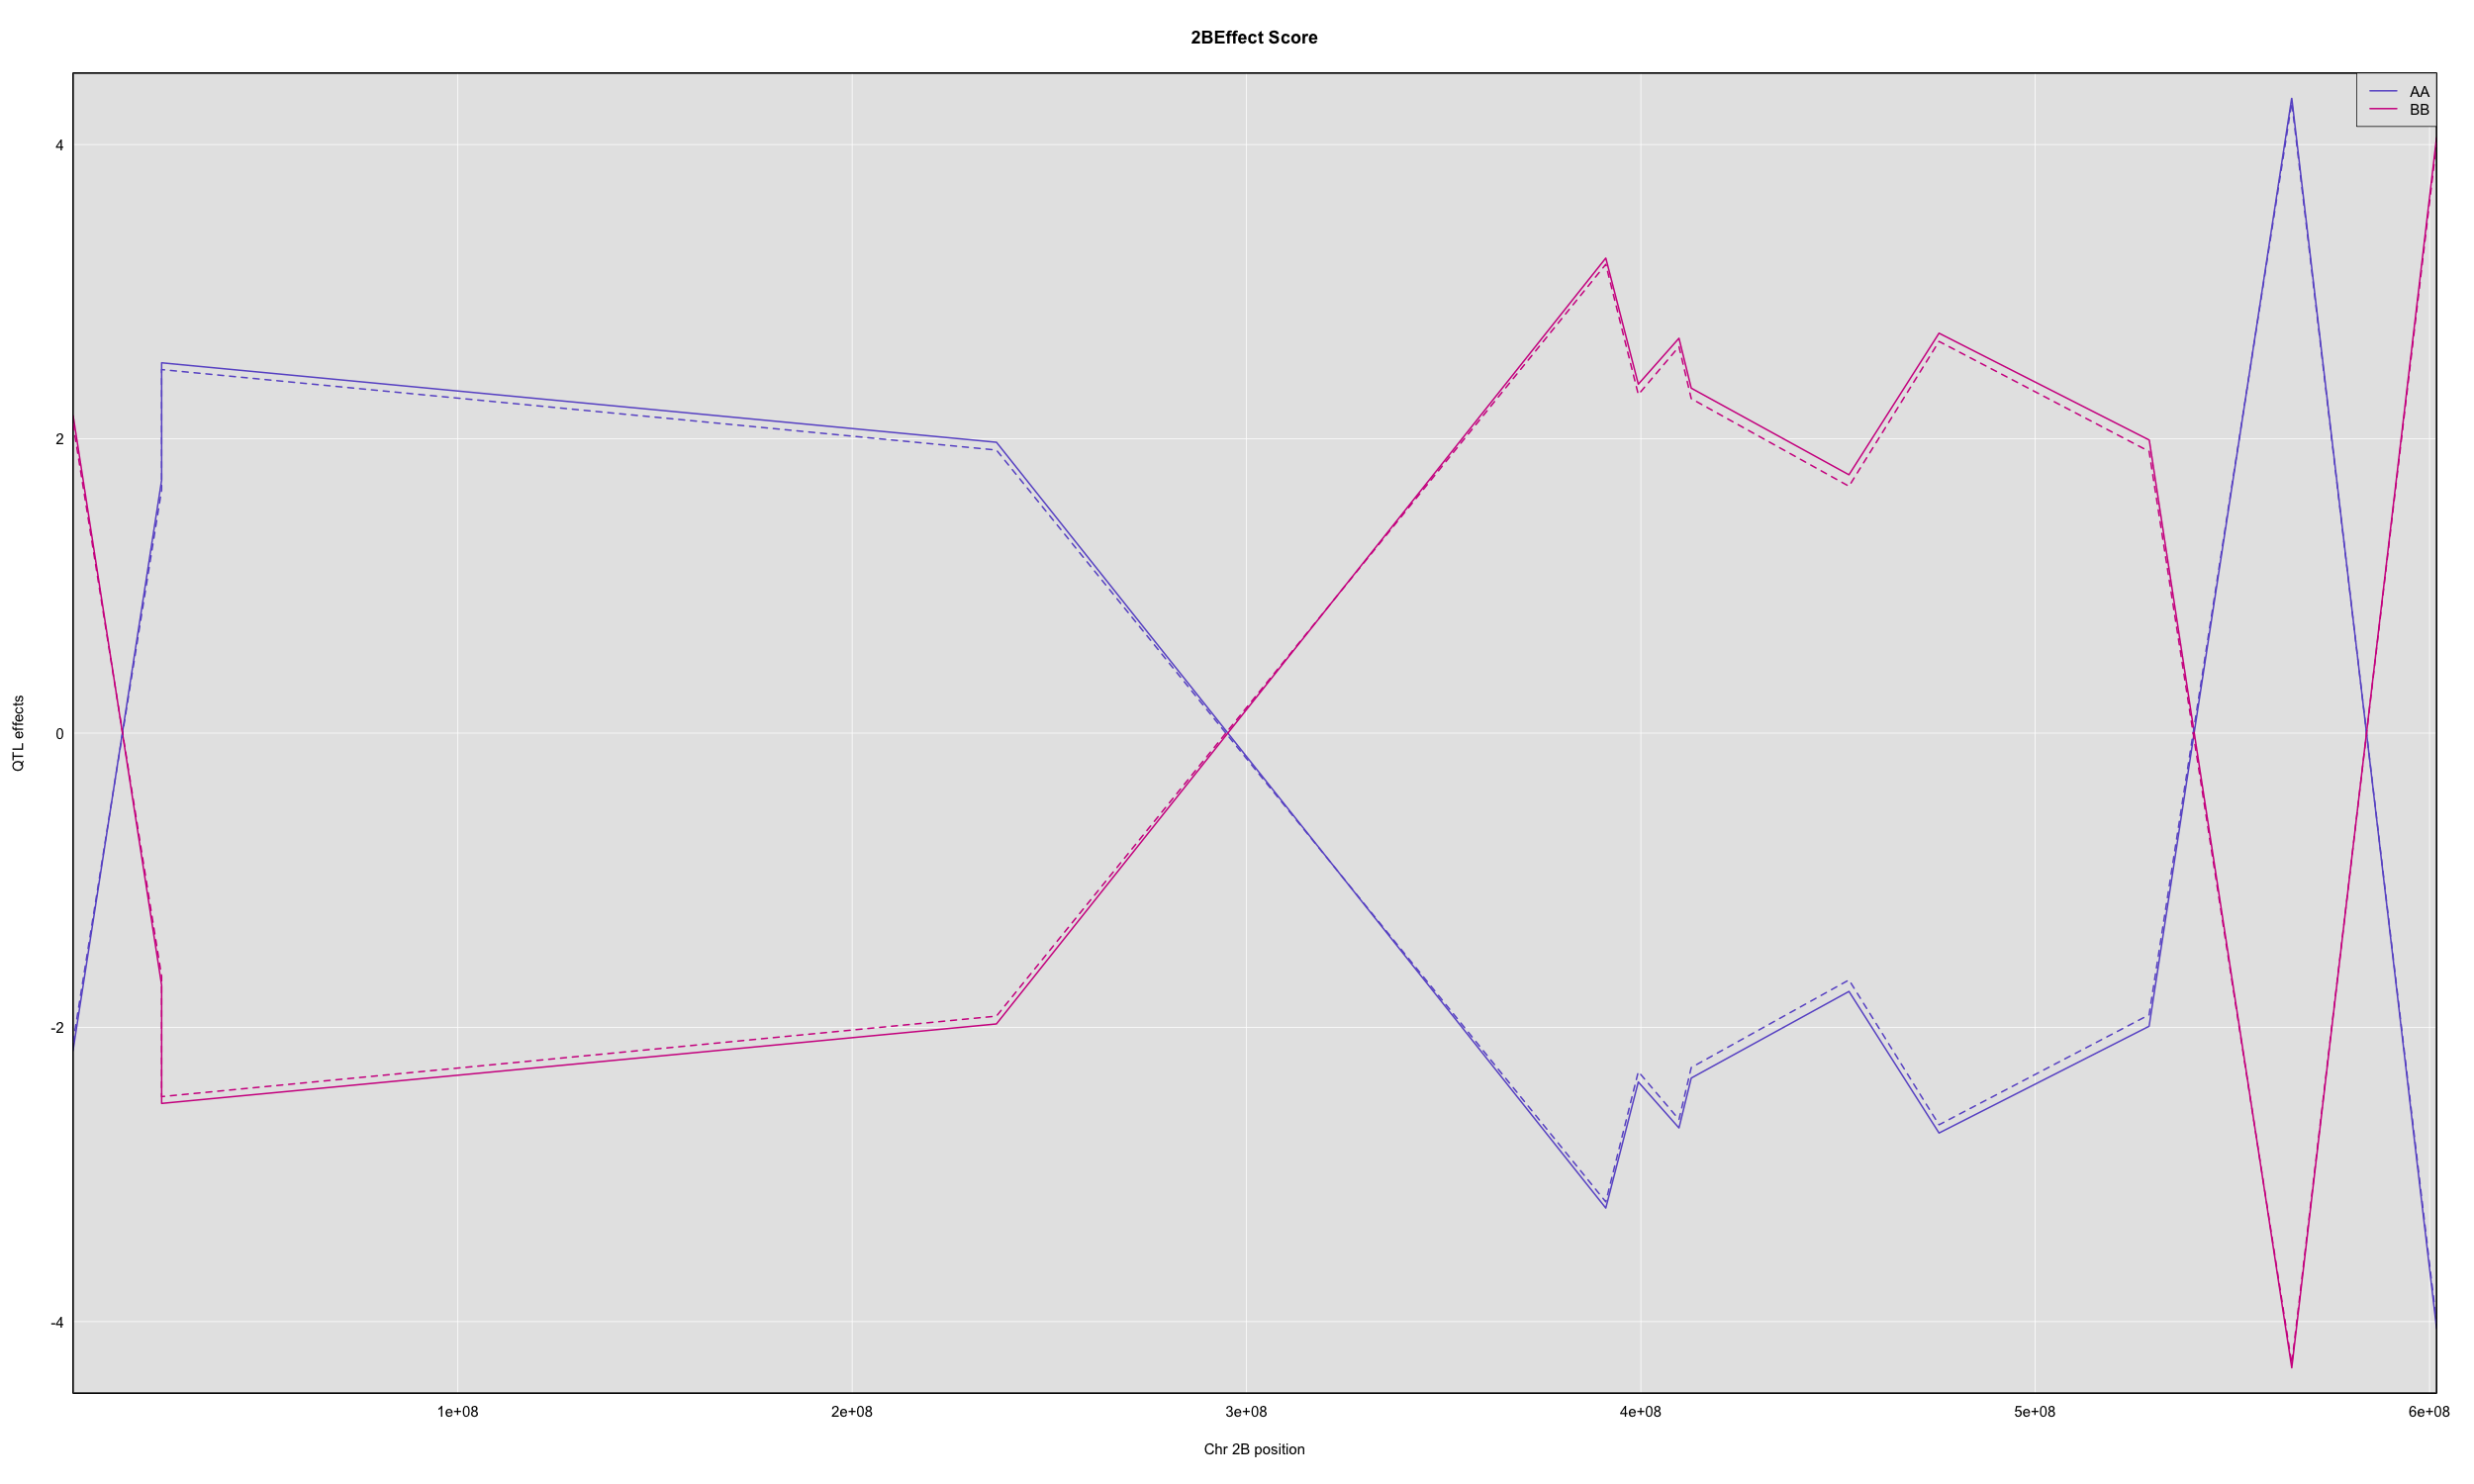 2BEffect Score
AA
BB
4
2
0
-2
-4
QTL effects
1e+08
2e+08
3e+08
4e+08
5e+08
6e+08
Chr 2B position